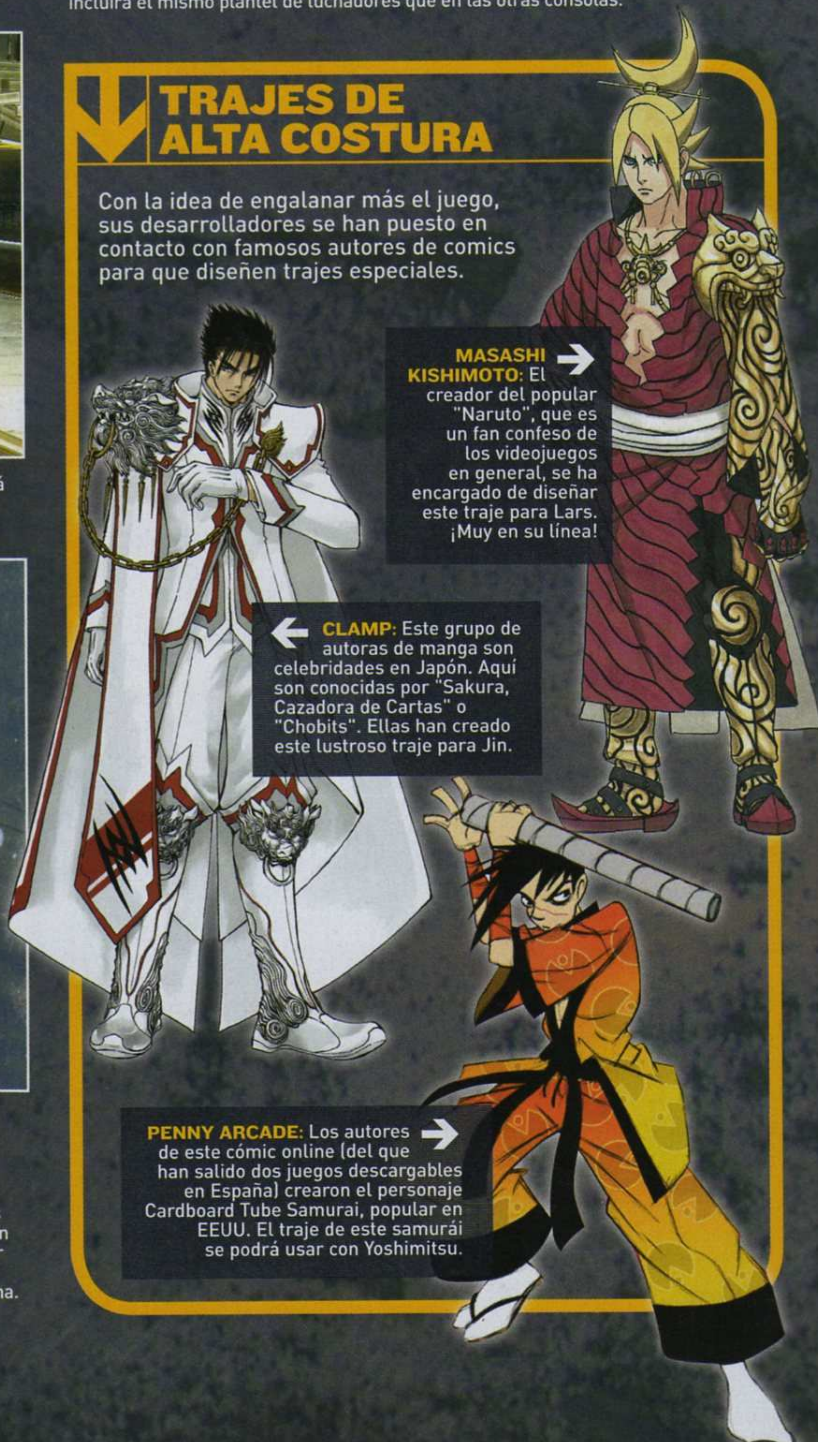 incluirá el mismo plantel de luchadores que en las otras consolas.
TRAJES DE
ALTA COSTURA
Con la idea de engalanar más el juego,
sus desarrolladores se han puesto en
contacto con famosos autores de comics
para que diseñen trajes especiales.
MASASHI
KISHIMOTO: El
creador del popular
"Naruto", que es
un fan confeso de
los videojuegos
en general, se ha
encargado de diseñar
este traje para Lars.
¡Muy en su línea!
CLAMP: Este grupo de
autoras de manga son
celebridades en Japón. Aquí
son conocidas por "Sakura,
Cazadora de Cartas" o
"Chobits". Ellas han creado
este lustroso traje para Jin.
PENNY ARCADE: Los autores
de este cómic online (del que
han salido dos juegos descargables
en España) crearon el personaje
Cardboard Tube Samurai, popular en
EEUU. El traje de este samurái
se podrá usar con Yoshimitsu.